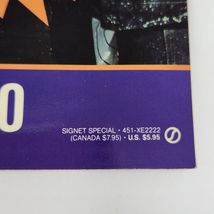 O
SIGNET SPECIAL • 451-XE2222
(CANADA $7.95) • U.S. $5.95